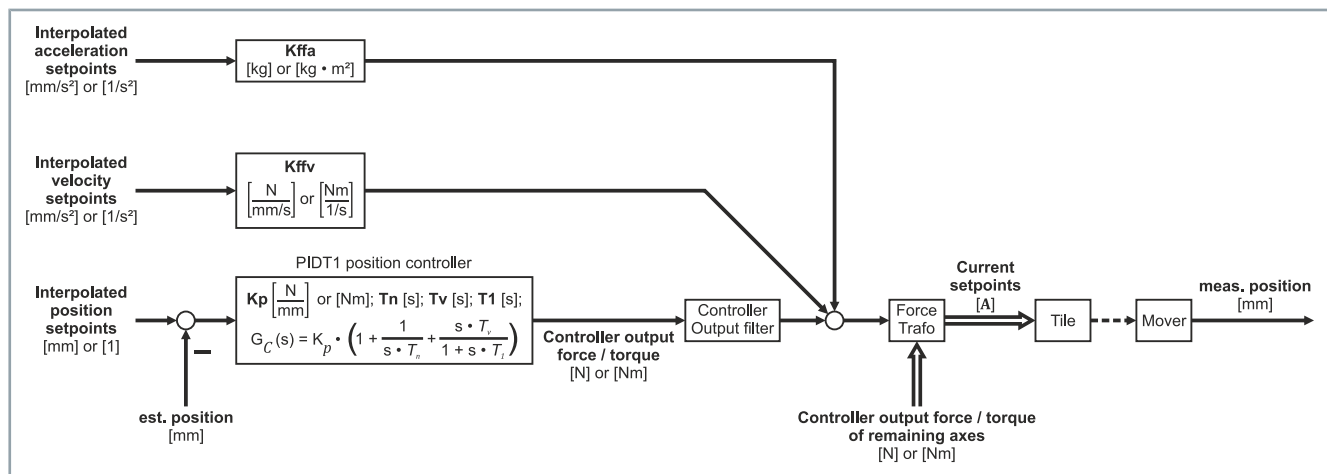 Interpolated
acceleration
setpoints
[mm/s²] or [1/s²]
Kffa
[kg] or [kg • m²]
Interpolated
velocity
setpoints
[mm/s²] or [1/s²]
Kffv
[N/mm/s] or [Nm/1/s]
PIDT1 position controller
Interpolated
position
setpoints
[mm] or [1]
Kp [N/mm] or [Nm]; Tn [s]; Tv [s]; T1 [s];
G_C(s) = K_p • (1 + 1/(s • T_n) + (s • T_v)/(1 + s • T_1))
–
est. position
[mm]
Controller output
force / torque
[N] or [Nm]
Controller
Output filter
Force
Trafo
Current
setpoints
[A]
Tile
Mover
meas. position
[mm]
Controller output force / torque
of remaining axes
[N] or [Nm]